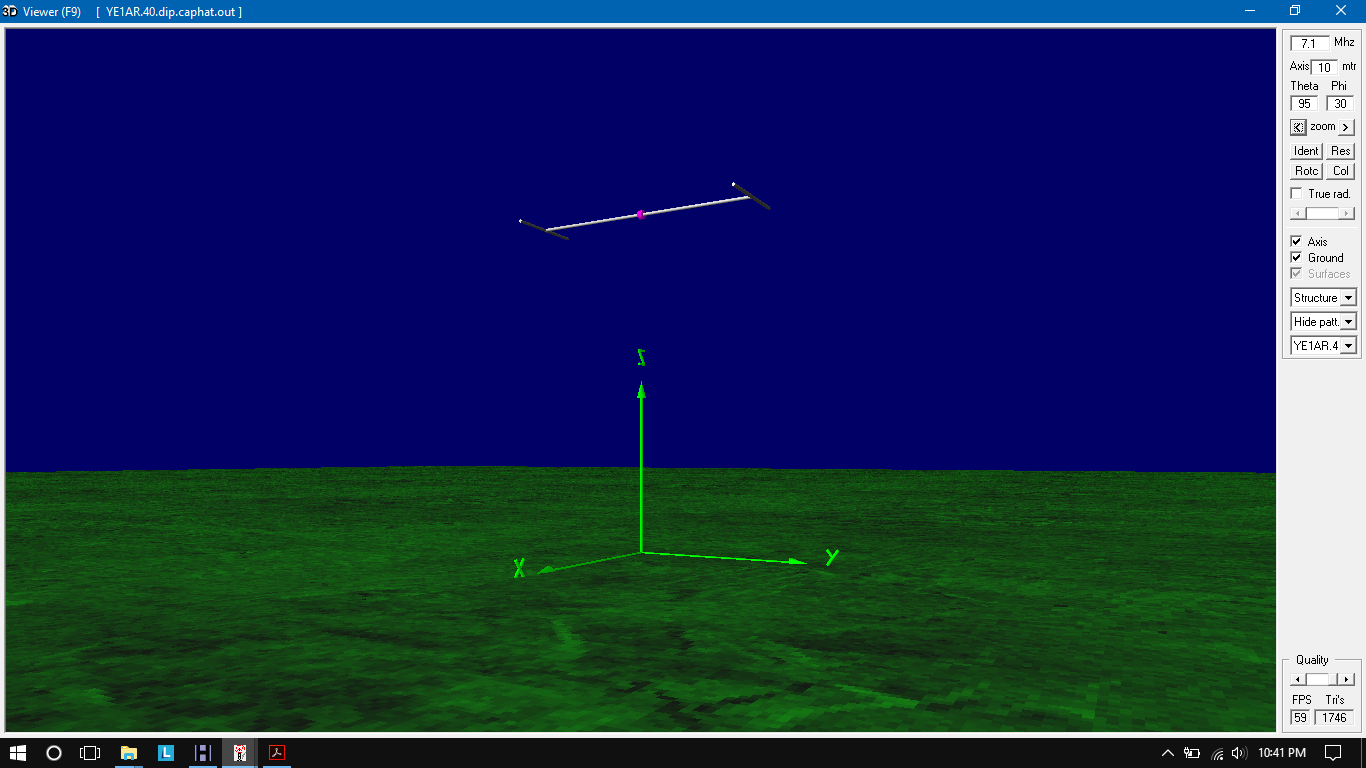 3D Viewer (F9) [ YE1AR.40.dip.caphat.out ]
7.1 Mhz
Axis 10 mtr
Theta Phi
95 30
< zoom >
Ident Res
Rotc Col
True rad.
Axis
Ground
Surfaces
Structure
Hide patt.
YE1AR.4
Z
X
Y
Quality
FPS Tri's
59 1746
L
H
10:41 PM